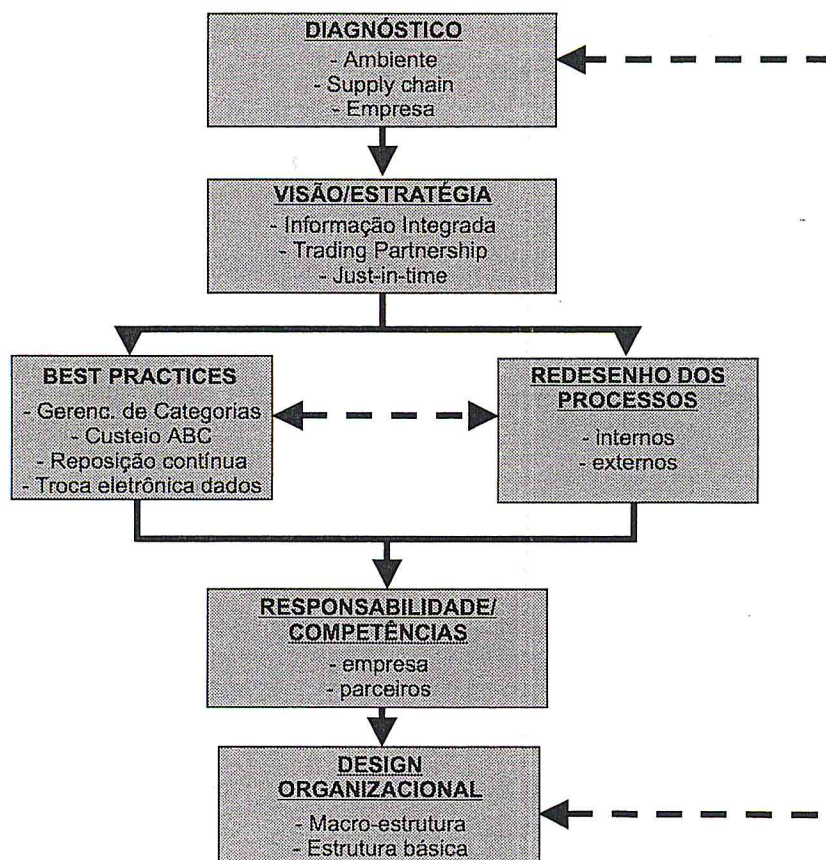 DIAGNÓSTICO
- Ambiente
- Supply chain
- Empresa
VISÃO/ESTRATÉGIA
- Informação Integrada
- Trading Partnership
- Just-in-time
BEST PRACTICES
- Gerenc. de Categorias
- Custeio ABC
- Reposição contínua
- Troca eletrônica dados
REDESENHO DOS
PROCESSOS
- internos
- externos
RESPONSABILIDADE/
COMPETÊNCIAS
- empresa
- parceiros
DESIGN
ORGANIZACIONAL
- Macro-estrutura
- Estrutura básica